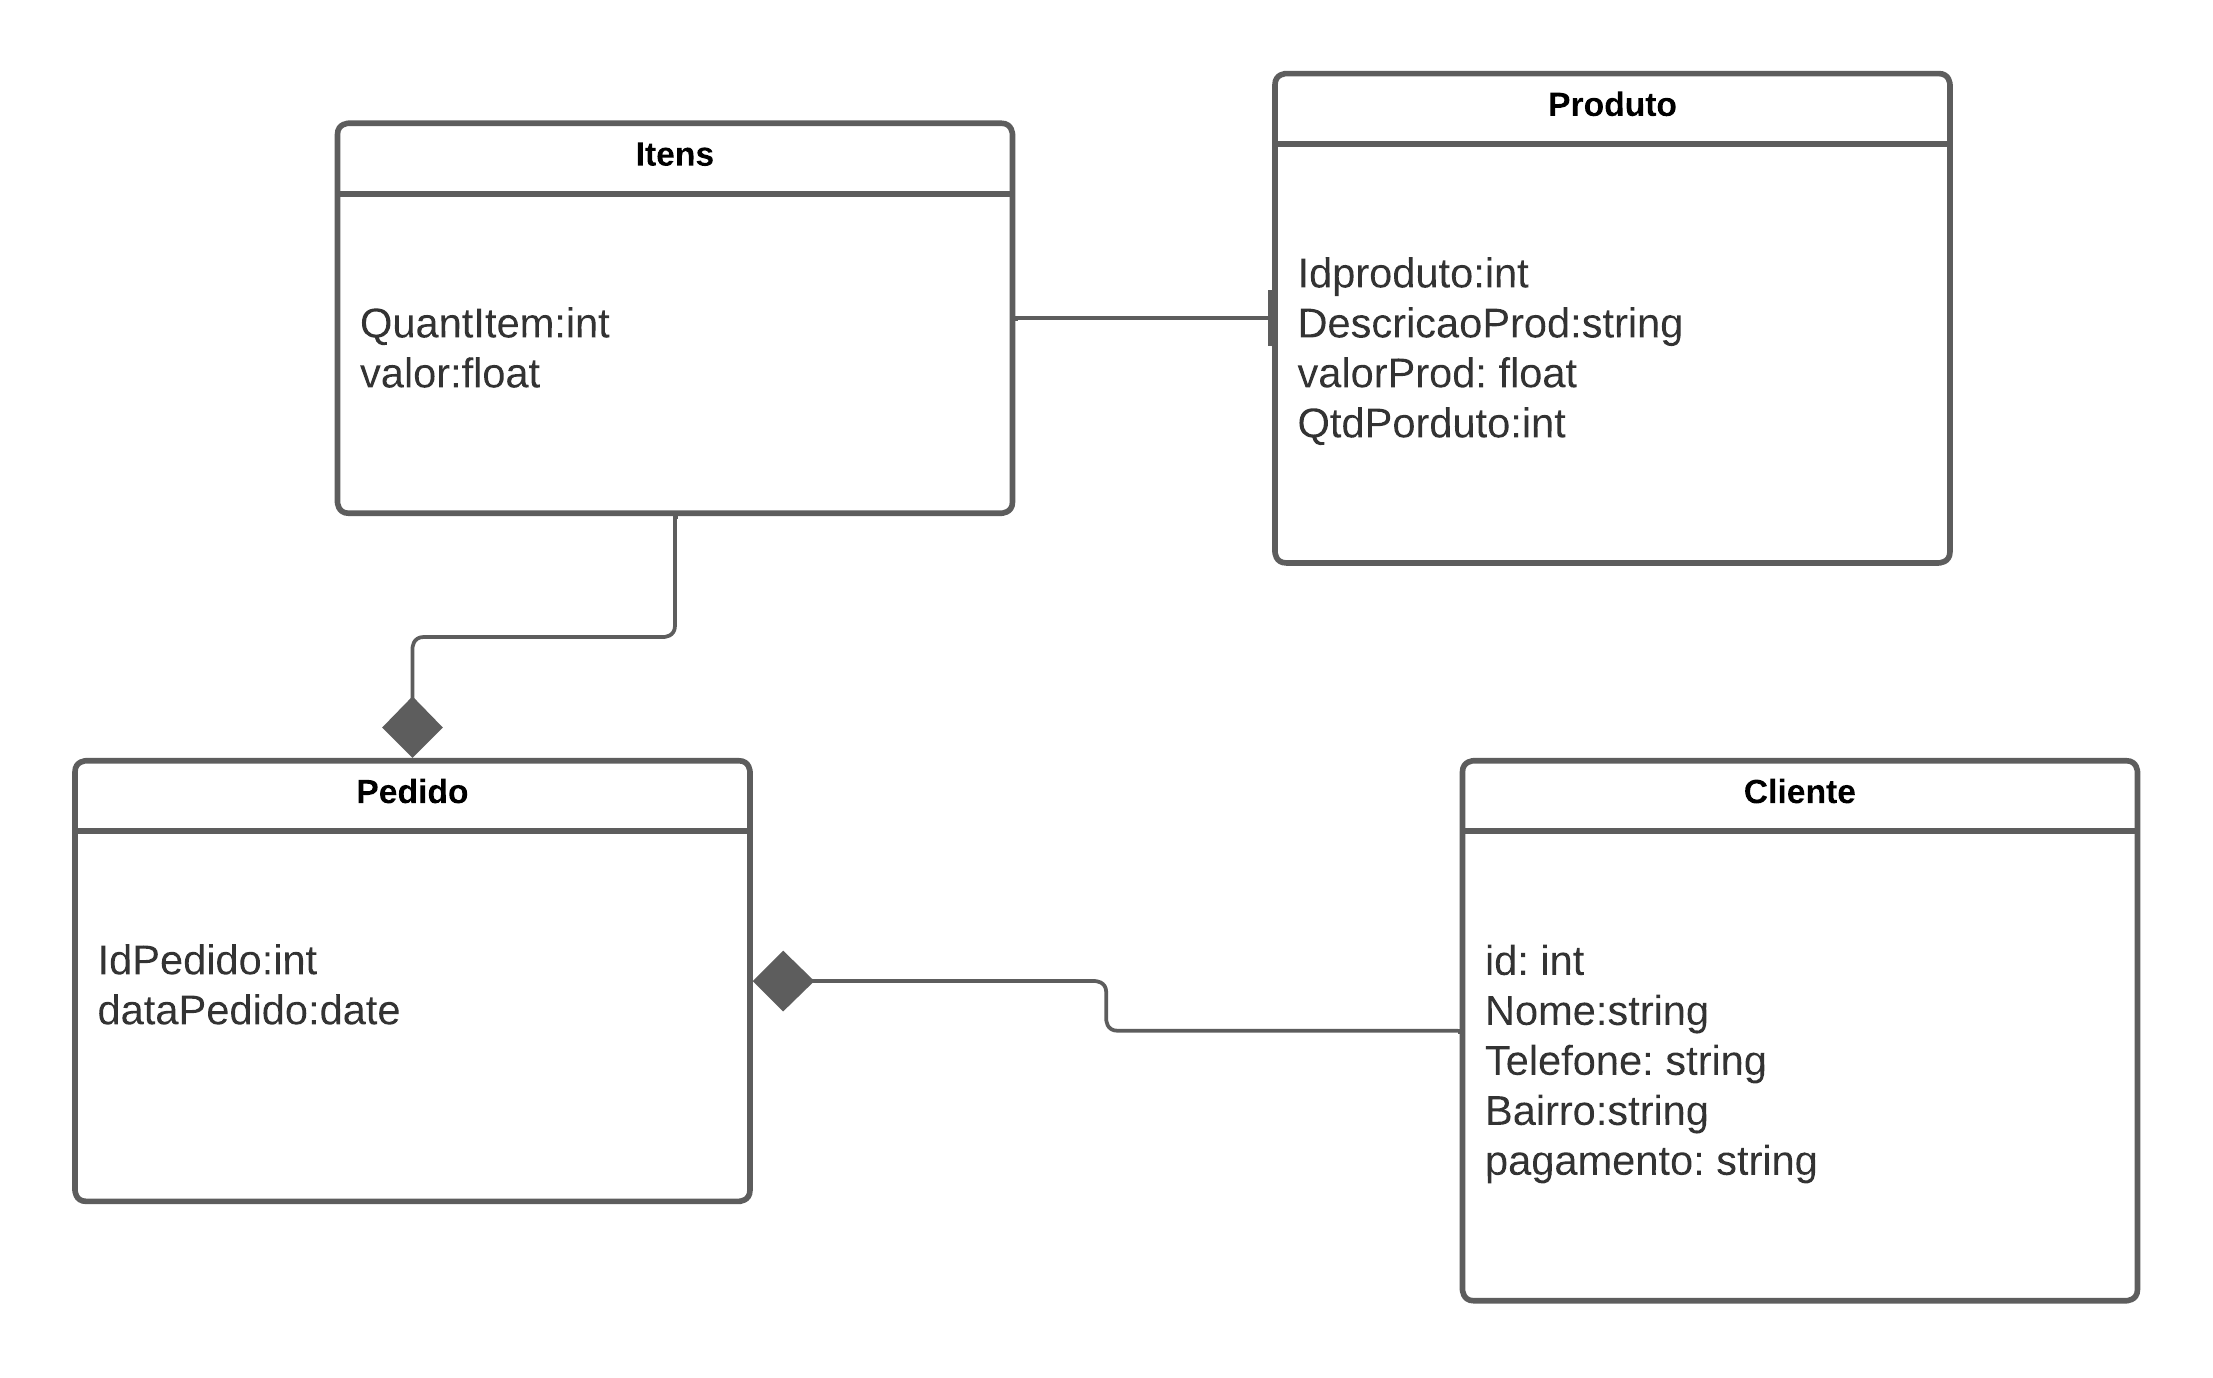 Itens
QuantItem:int
valor:float
Produto
Idproduto:int
DescricaoProd:string
valorProd: float
QtdPorduto:int
Pedido
IdPedido:int
dataPedido:date
Cliente
id: int
Nome:string
Telefone: string
Bairro:string
pagamento: string